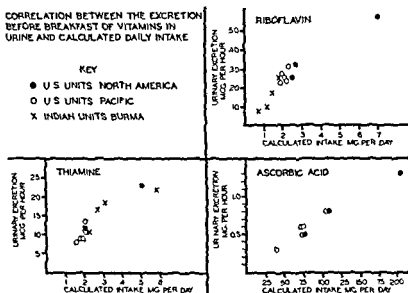 CORRELATION BETWEEN THE EXCRETION
BEFORE BREAKFAST OF VITAMINS IN
URINE AND CALCULATED DAILY INTAKE
KEY
● U S UNITS NORTH AMERICA
○ U S UNITS PACIFIC
x INDIAN UNITS BURMA
RIBOFLAVIN
URINARY EXCRETION
MCG PER HOUR
50
40
30
20
10
1 2 3 4 5 6 7
CALCULATED INTAKE MG PER DAY
THIAMINE
URINARY EXCRETION
MCG PER HOUR
25
20
15
10
5
1 2 3 4 5 6
CALCULATED INTAKE MG PER DAY
ASCORBIC ACID
URINARY EXCRETION
MG PER HOUR
1.0
0.5
25 50 75 100 125 150 175 200
CALCULATED INTAKE MG PER DAY